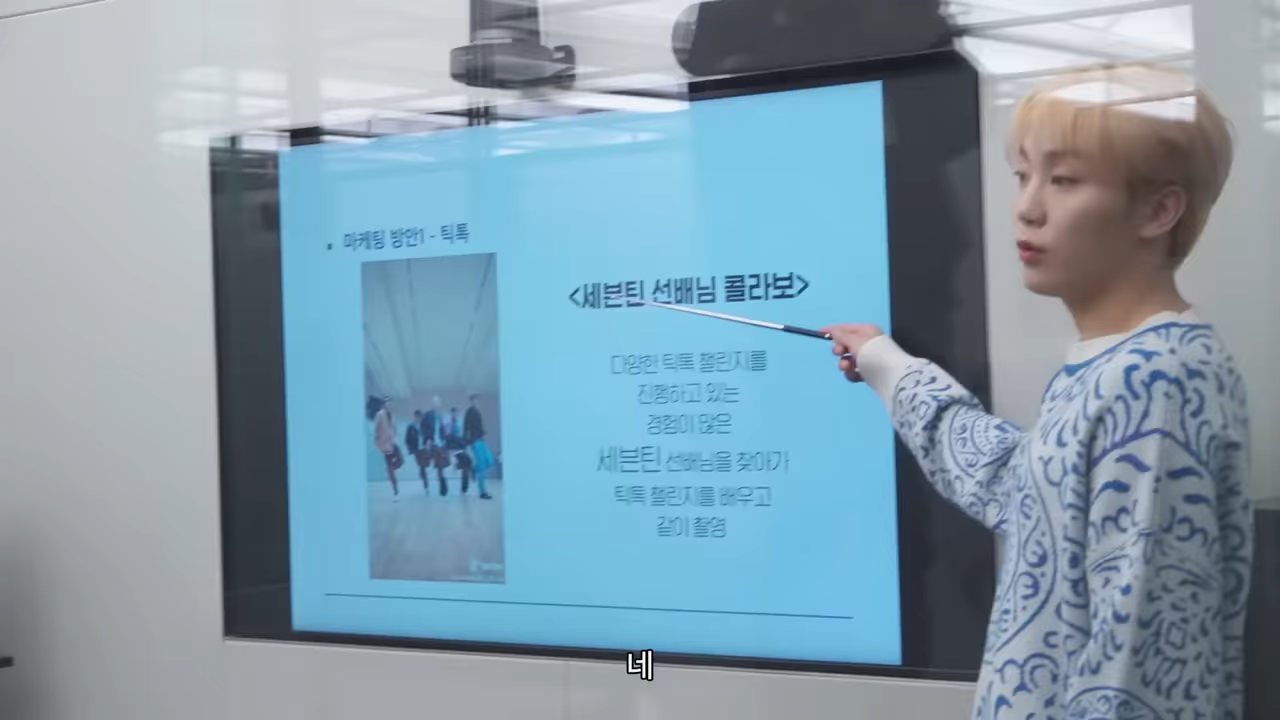 마케팅 방안1 - 틱톡
<세븐틴 선배님 콜라보>
다양한 틱톡 챌린지를
진행하고 있는
경험이 많은
세븐틴 선배님을 찾아가
틱톡 챌린지를 배우고
같이 촬영
네